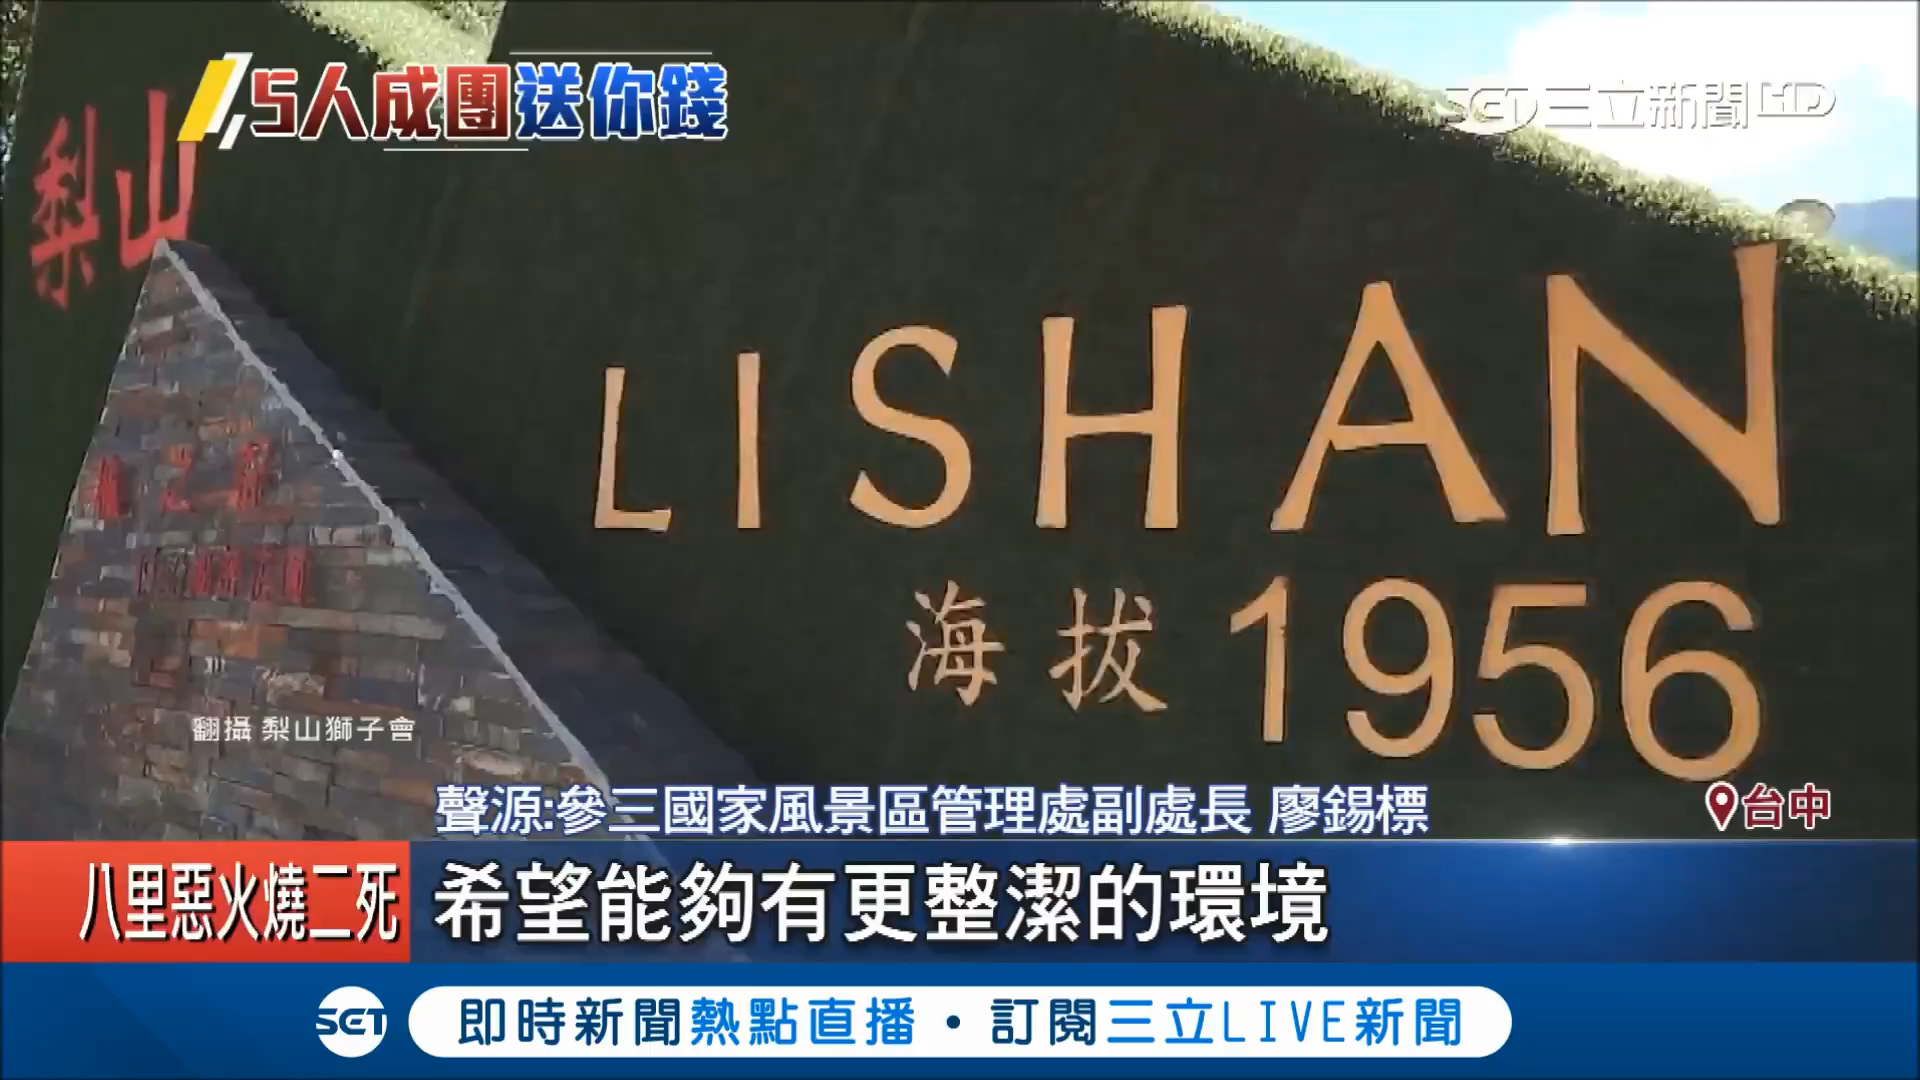 5人成團送你錢
SET三立新聞HD
梨山
LISHAN
海拔1956
翻攝 梨山獅子會
聲源:參三國家風景區管理處副處長 廖錫標
台中
八里惡火燒二死
希望能夠有更整潔的環境
SET
即時新聞熱點直播・訂閱三立LIVE新聞